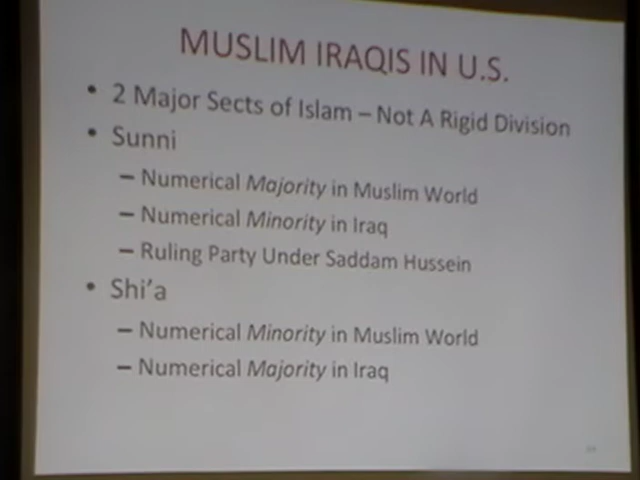 MUSLIM IRAQIS IN U.S.
• 2 Major Sects of Islam – Not A Rigid Division
• Sunni
– Numerical Majority in Muslim World
– Numerical Minority in Iraq
– Ruling Party Under Saddam Hussein
• Shi'a
– Numerical Minority in Muslim World
– Numerical Majority in Iraq